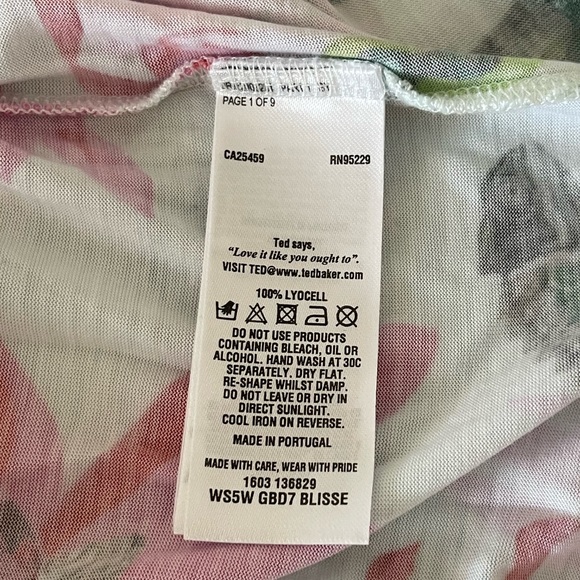 PAGE 1 OF 9
CA25459 RN95229
Ted says,
"Love it like you ought to".
VISIT TED@www.tedbaker.com
100% LYOCELL
DO NOT USE PRODUCTS
CONTAINING BLEACH, OIL OR
ALCOHOL. HAND WASH AT 30C
SEPARATELY. DRY FLAT.
RE-SHAPE WHILST DAMP.
DO NOT LEAVE OR DRY IN
DIRECT SUNLIGHT.
COOL IRON ON REVERSE.
MADE IN PORTUGAL
MADE WITH CARE, WEAR WITH PRIDE
1603 136829
WS5W GBD7 BLISSE